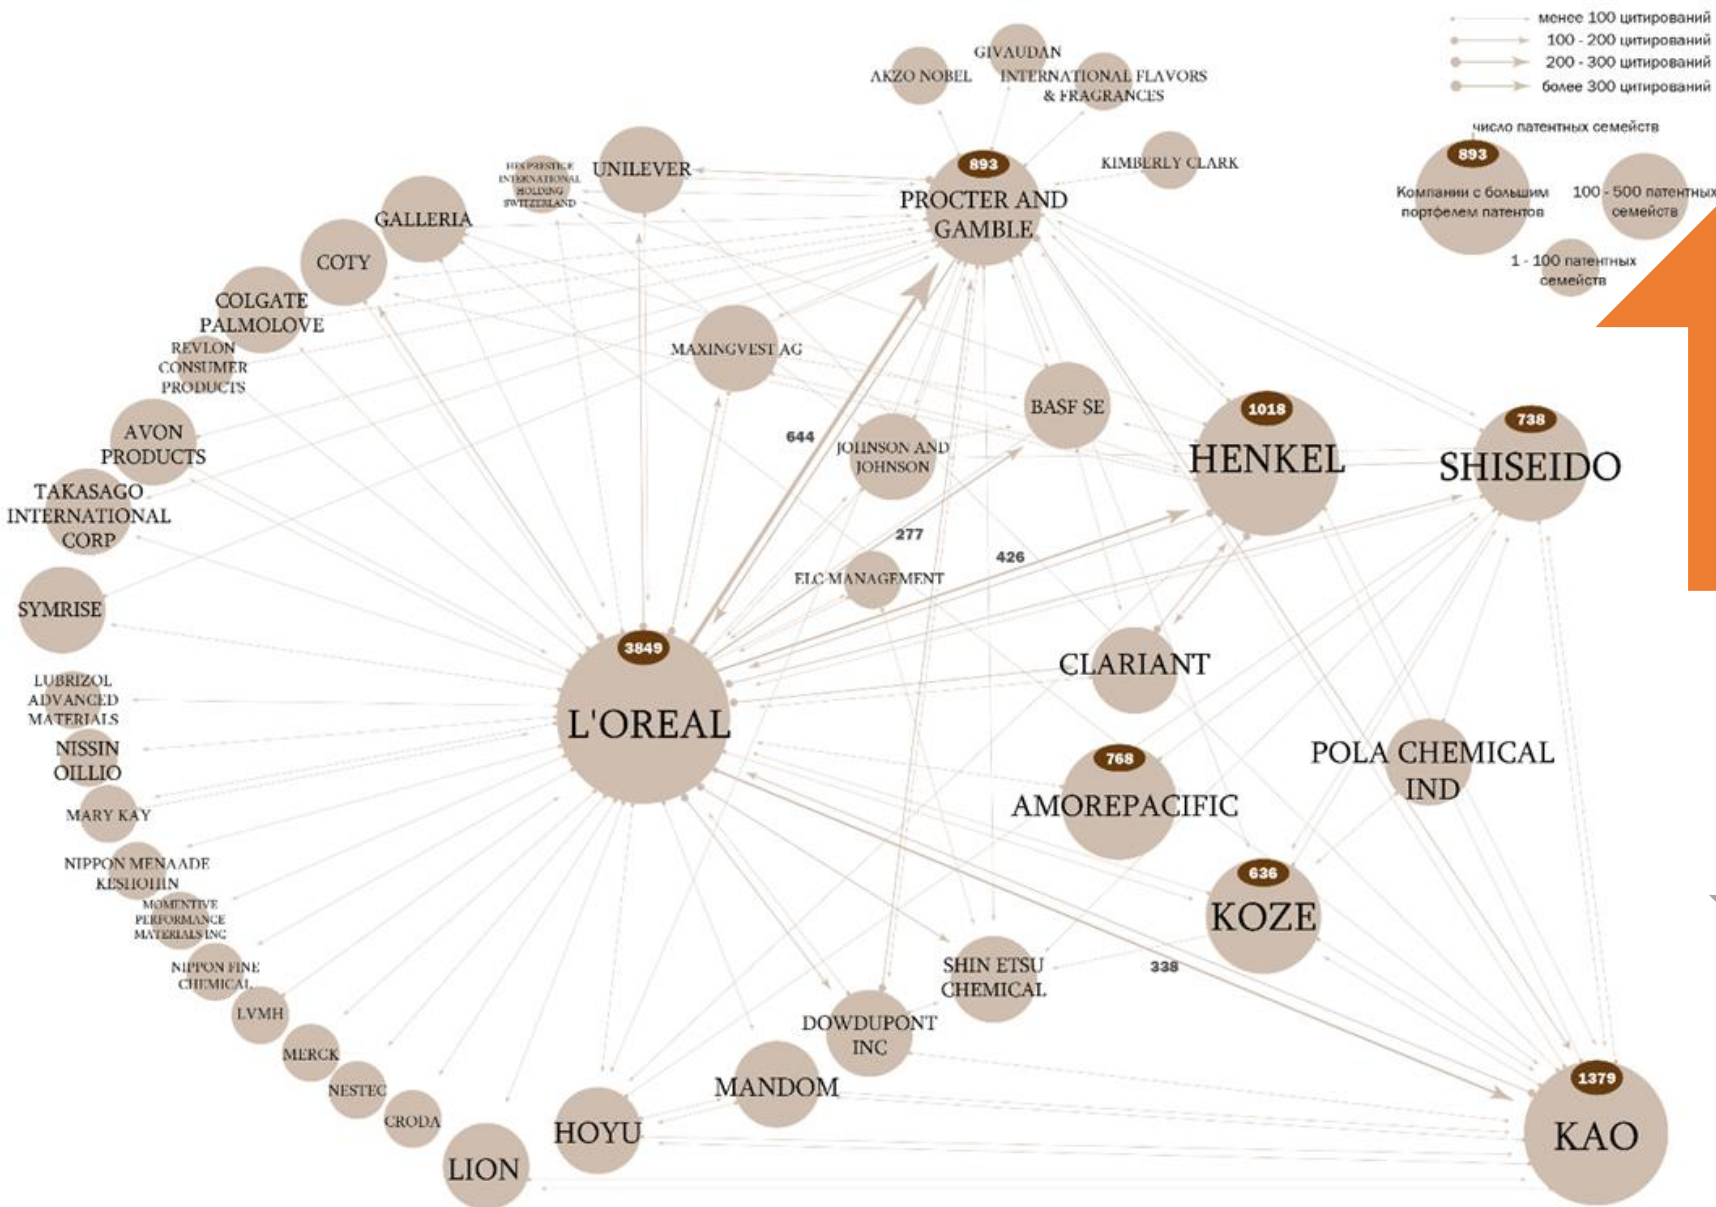 менее 100 цитирований
100 - 200 цитирований
200 - 300 цитирований
более 300 цитирований
число патентных семейств
893
Компании с большим
портфелем патентов
100 - 500 патентных
семейств
1 - 100 патентных
семейств
GIVAUDAN
AKZO NOBEL
INTERNATIONAL FLAVORS
& FRAGRANCES
KIMBERLY CLARK
893
PROCTER AND
GAMBLE
UNILEVER
PRESTIGE
INTERNATIONAL
HOLDING
SWITZERLAND
GALLERIA
COTY
COLGATE
PALMOLOVE
REVLON
CONSUMER
PRODUCTS
MAXINGVEST AG
BASF SE
1018
HENKEL
738
SHISEIDO
AVON
PRODUCTS
644
JOHNSON AND
JOHNSON
TAKASAGO
INTERNATIONAL
CORP
277
426
ELC MANAGEMENT
SYMRISE
3849
L'OREAL
CLARIANT
LUBRIZOL
ADVANCED
MATERIALS
NISSIN
OILLIO
768
AMOREPACIFIC
POLA CHEMICAL
IND
MARY KAY
NIPPON MENAADE
KESHOHIN
636
KOZE
MOMENTIVE
PERFORMANCE
MATERIALS INC
NIPPON FINE
CHEMICAL
SHIN ETSU
CHEMICAL
338
LVMH
DOWDUPONT
INC
MERCK
NESTEC
MANDOM
1379
KAO
CRODA
HOYU
LION